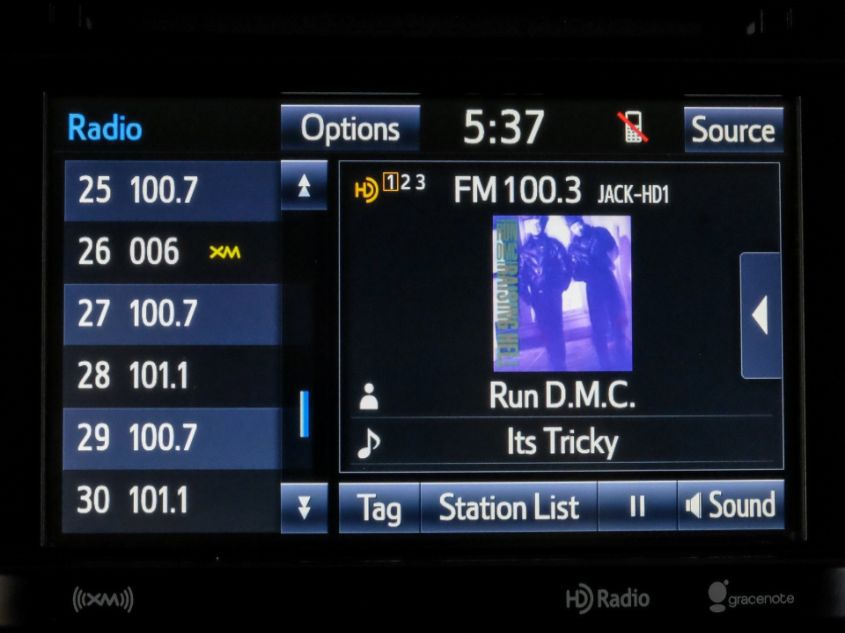 Radio Options 5:37 Source
25 100.7
26 006 XM
27 100.7
28 101.1
29 100.7
30 101.1
HD 1 2 3 FM 100.3 JACK-HD1
RAISING HELL
Run D.M.C.
Its Tricky
Tag Station List Sound
((XM)) HD Radio gracenote